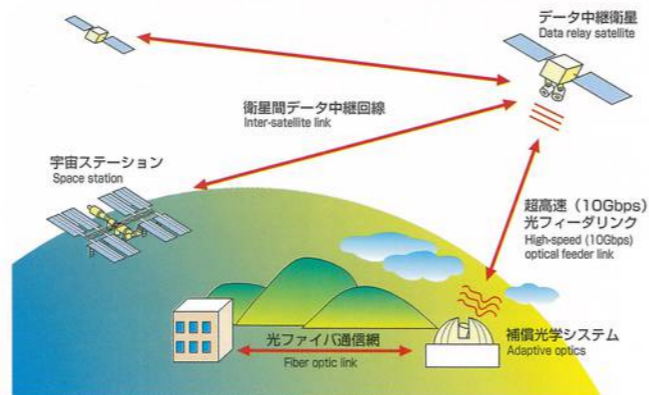 データ中継衛星
Data relay satellite
衛星間データ中継回線
Inter-satellite link
宇宙ステーション
Space station
超高速（10Gbps）
光フィーダリンク
High-speed (10Gbps)
optical feeder link
光ファイバ通信網
Fiber optic link
補償光学システム
Adaptive optics